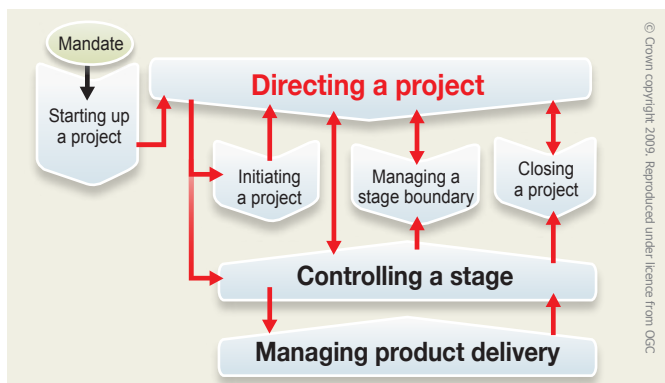 Mandate
Directing a project
Starting up
a project
Initiating
a project
Managing a
stage boundary
Closing
a project
Controlling a stage
Managing product delivery
© Crown copyright 2009. Reproduced under licence from OGC